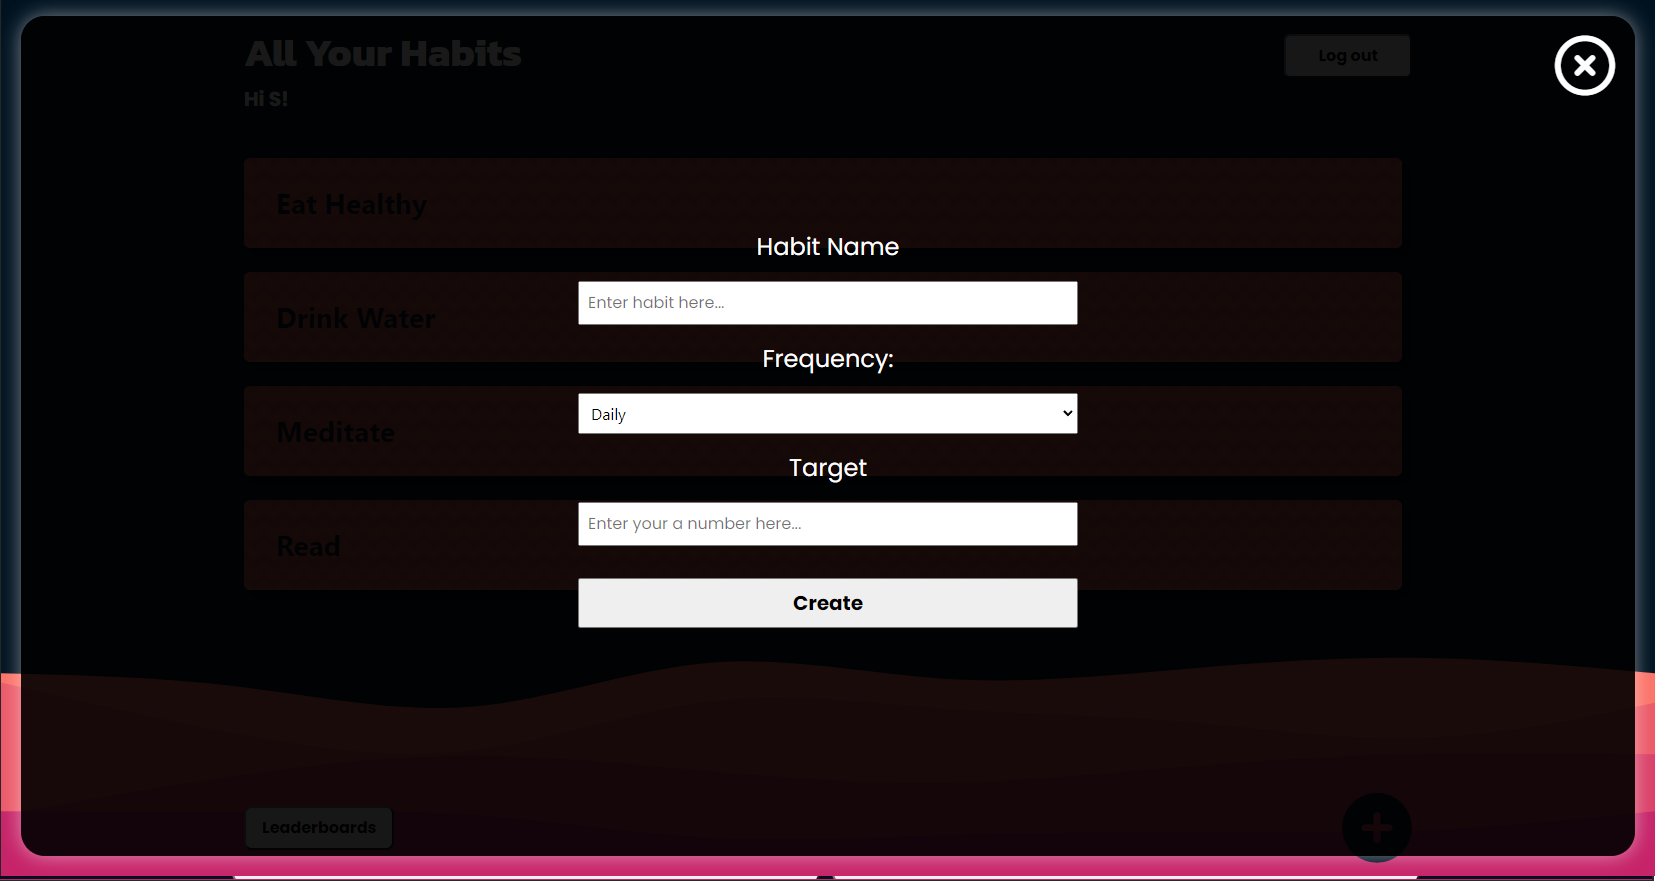 All Your Habits
Log out
Hi S!
Eat Healthy
Habit Name
Enter habit here...
Drink Water
Frequency:
Daily
Meditate
Target
Enter your a number here...
Read
Create
Leaderboards